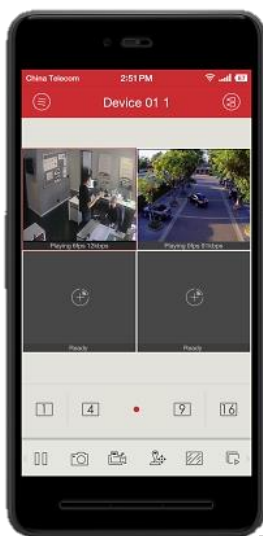 China Telecom 2:51 PM
Device 01 1
Playing 6fps 12kbps Playing 0fps 81kbps
Ready Ready
1 4 9 16